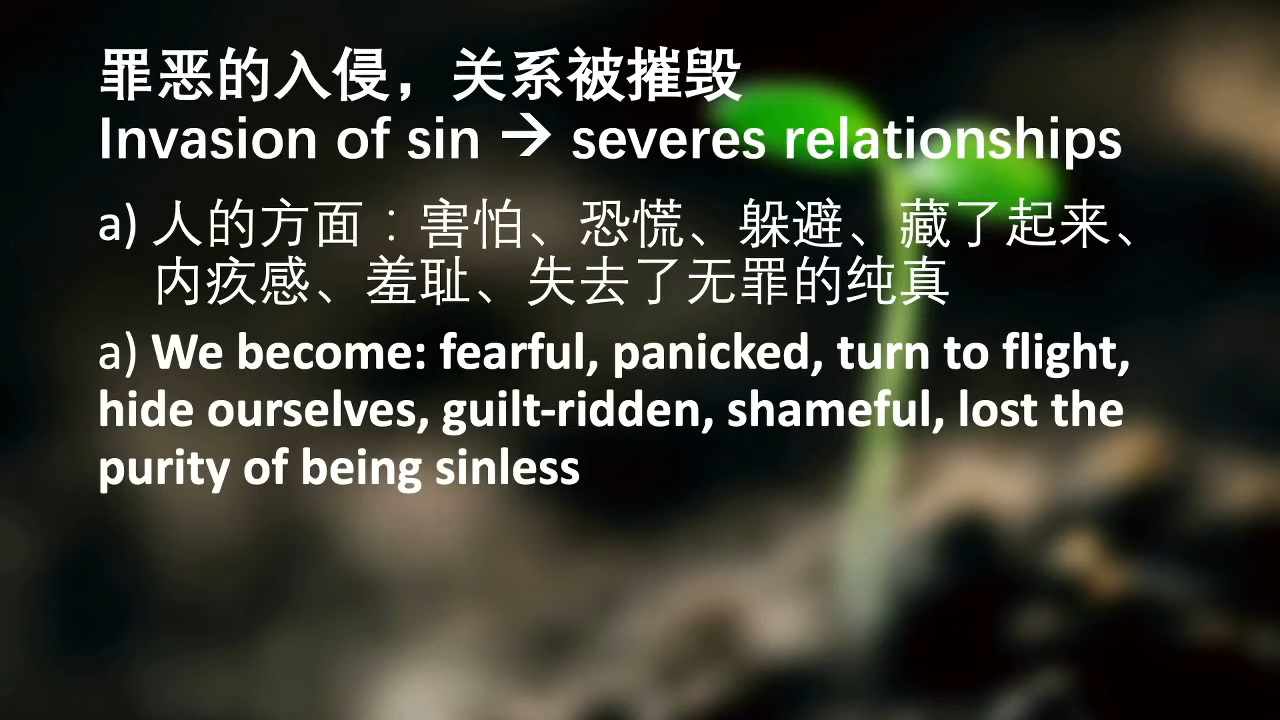 罪恶的入侵，关系被摧毁
Invasion of sin → severes relationships
a) 人的方面：害怕、恐慌、躲避、藏了起来、
内疚感、羞耻、失去了无罪的纯真
a) We become: fearful, panicked, turn to flight,
hide ourselves, guilt-ridden, shameful, lost the
purity of being sinless